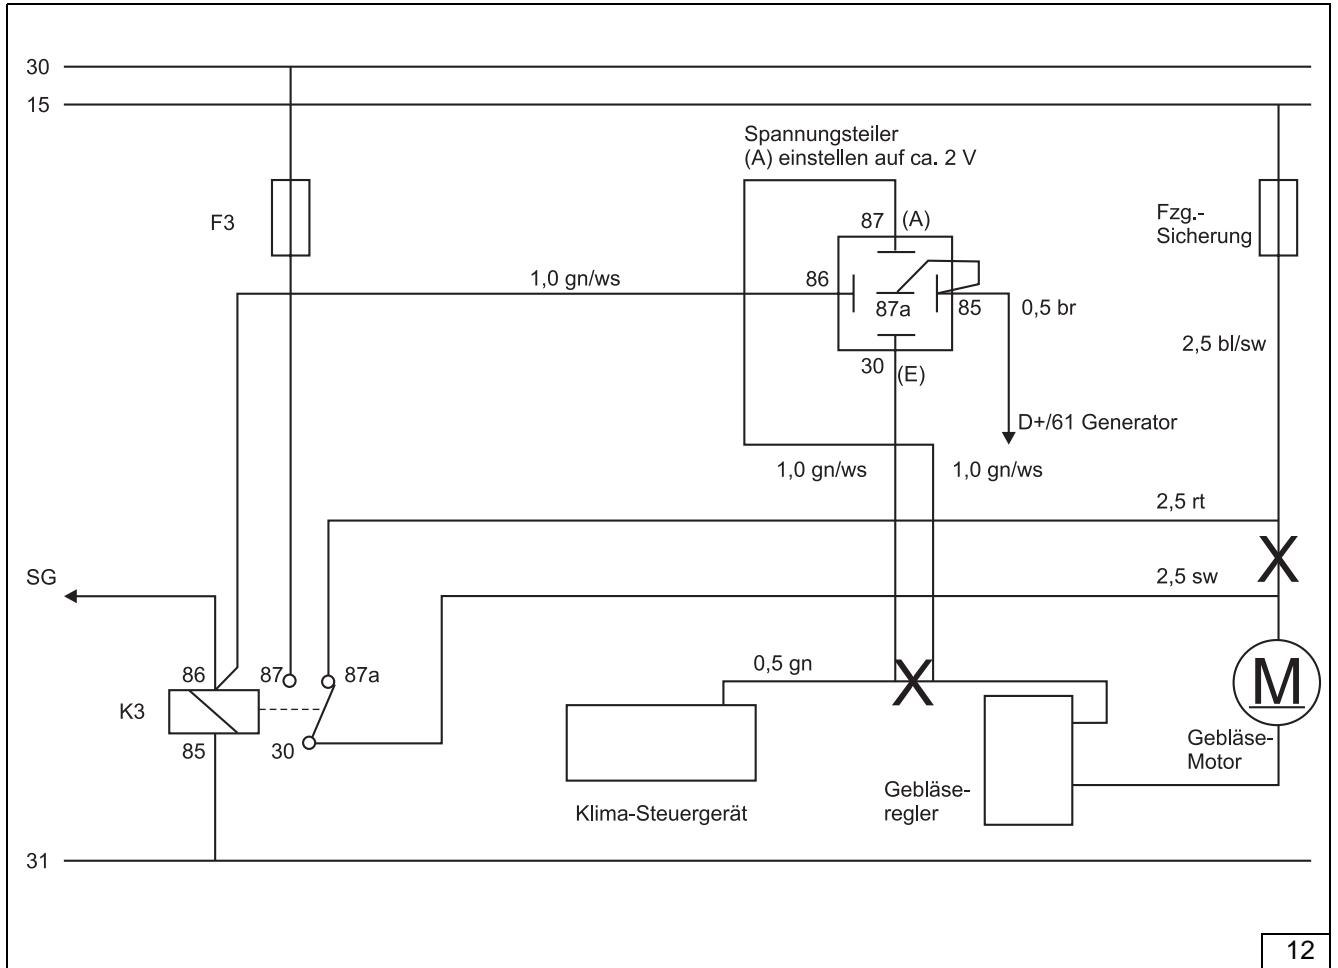 30
15
Spannungsteiler
(A) einstellen auf ca. 2 V
F3
87 (A)
Fzg.-
Sicherung
1,0 gn/ws
86
87a
85
0,5 br
2,5 bl/sw
30
(E)
D+/61 Generator
1,0 gn/ws
1,0 gn/ws
2,5 rt
SG
2,5 sw
86
87
87a
0,5 gn
K3
M
85
30
Gebläse-
Motor
Klima-Steuergerät
Gebläse-
regler
31
12